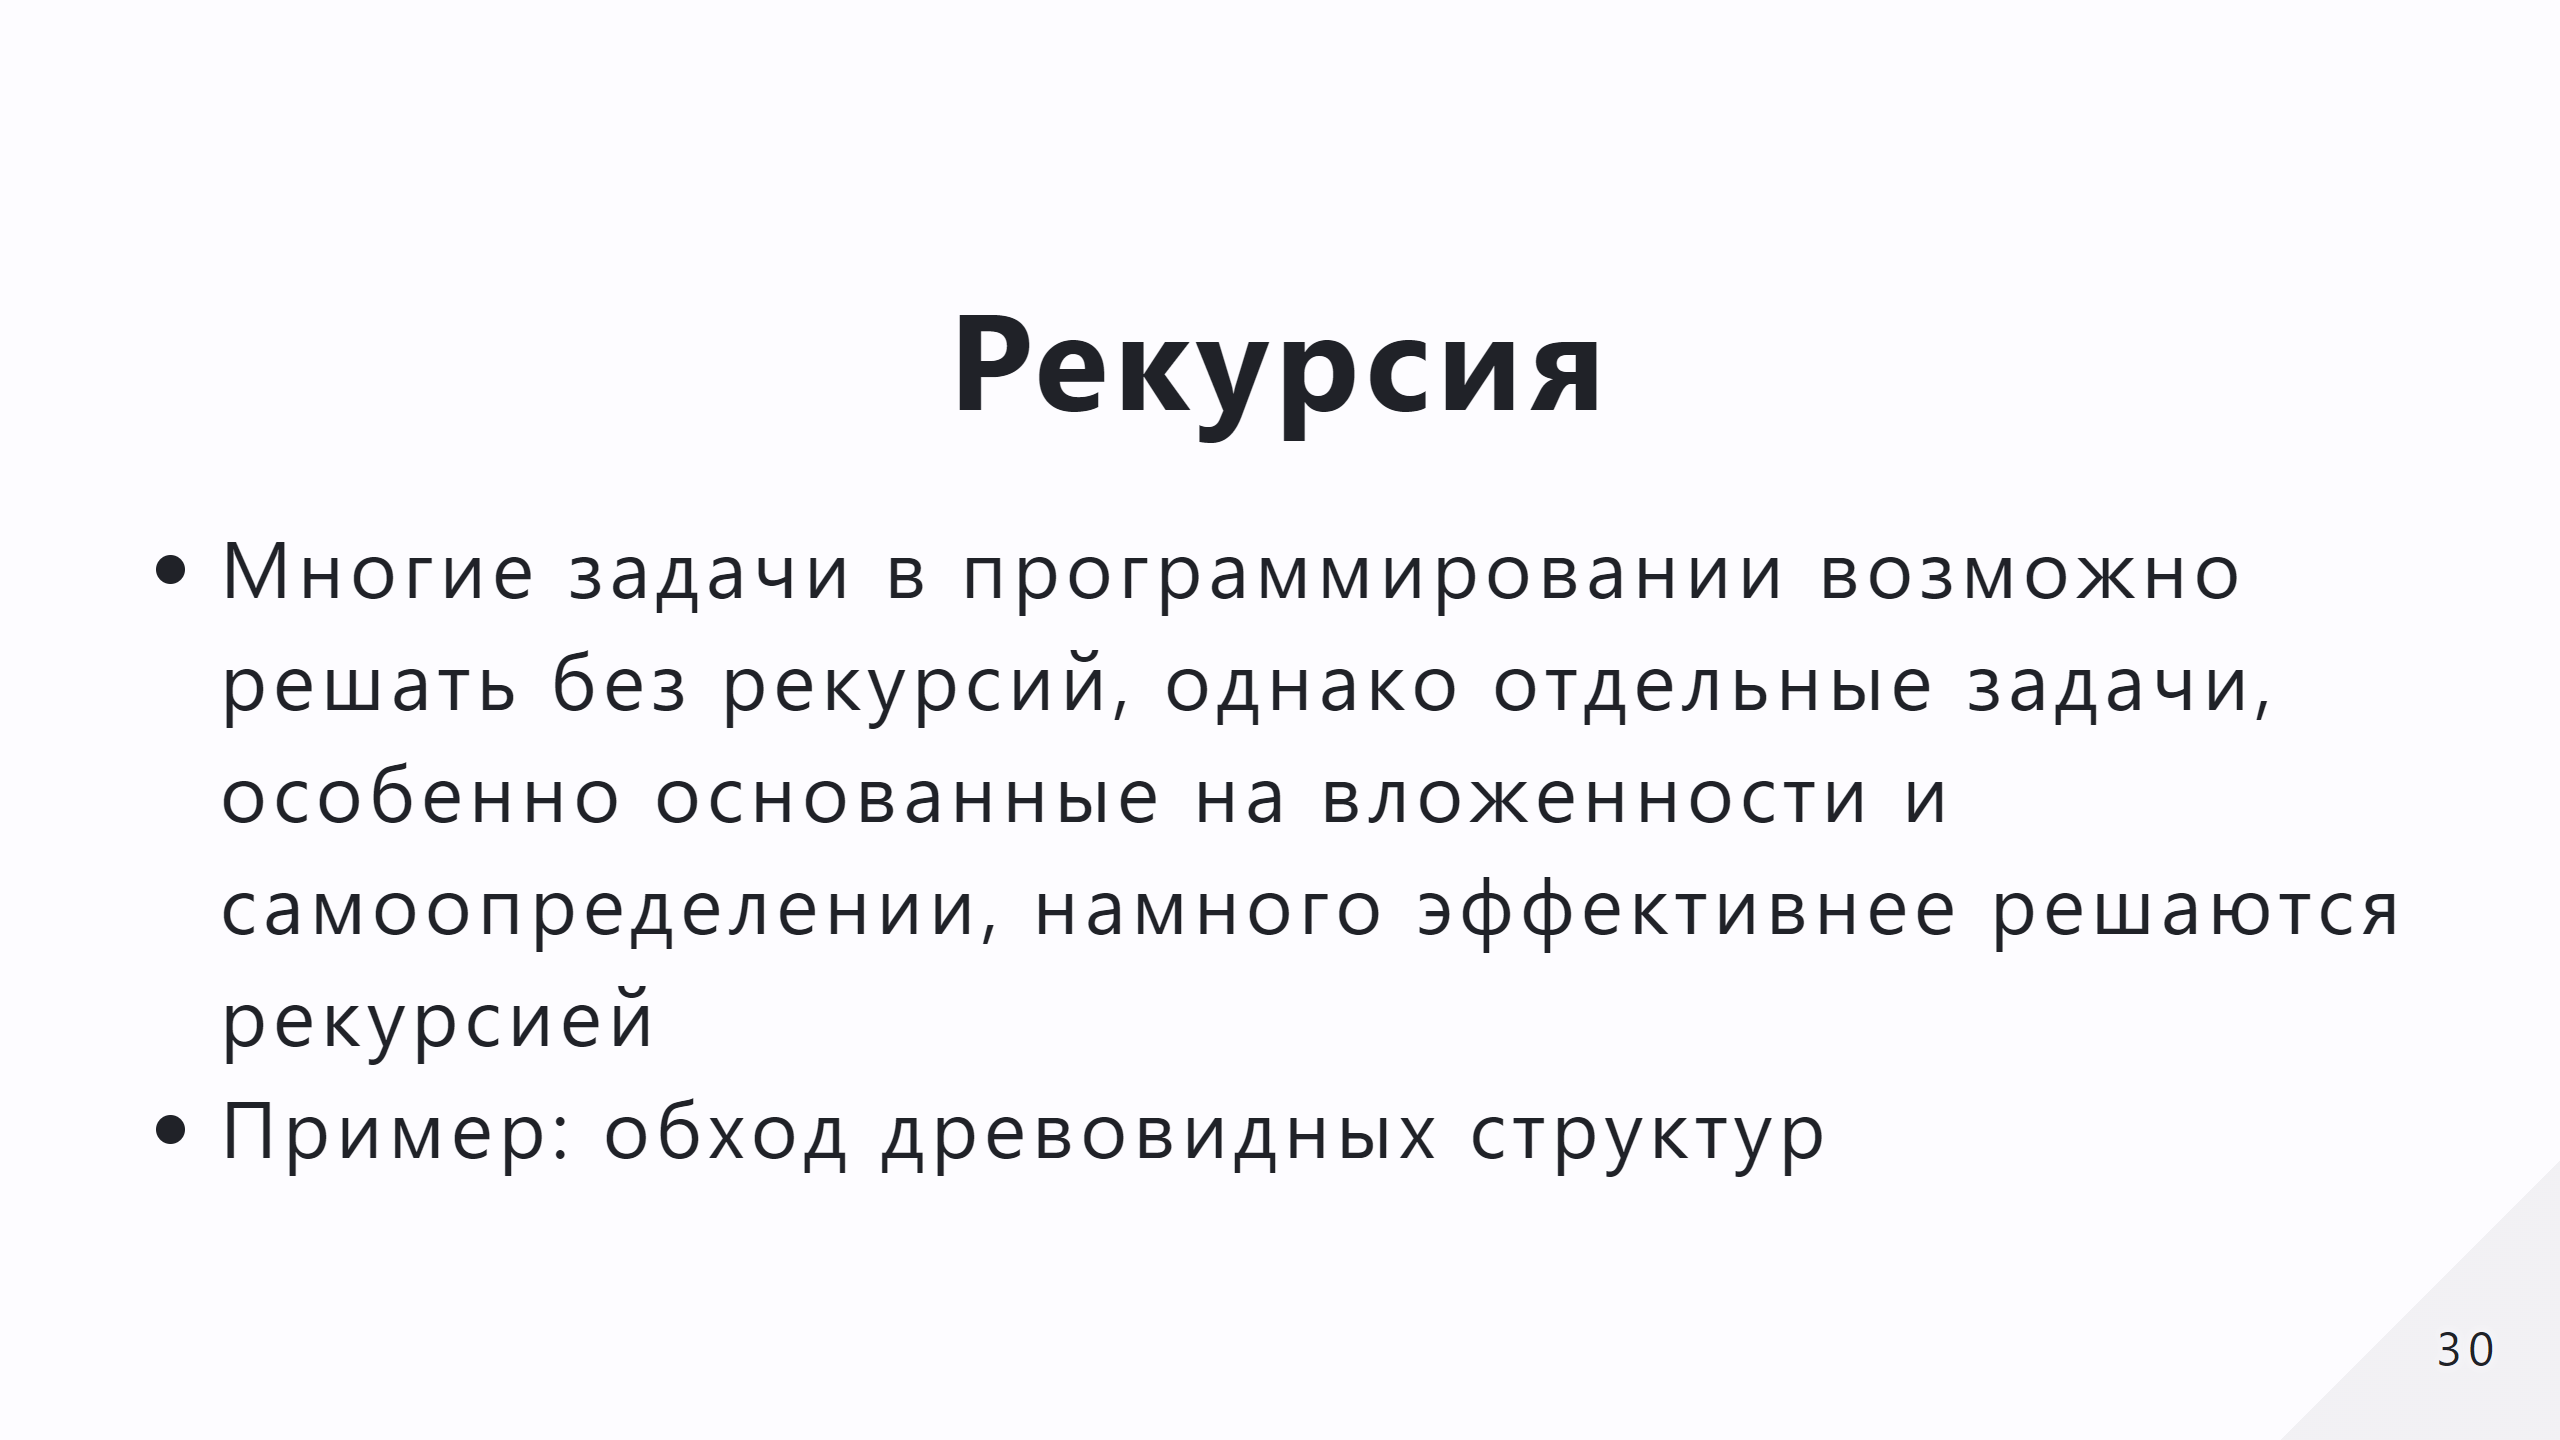 Рекурсия
• Многие задачи в программировании возможно
решать без рекурсий, однако отдельные задачи,
особенно основанные на вложенности и
самоопределении, намного эффективнее решаются
рекурсией
• Пример: обход древовидных структур
30